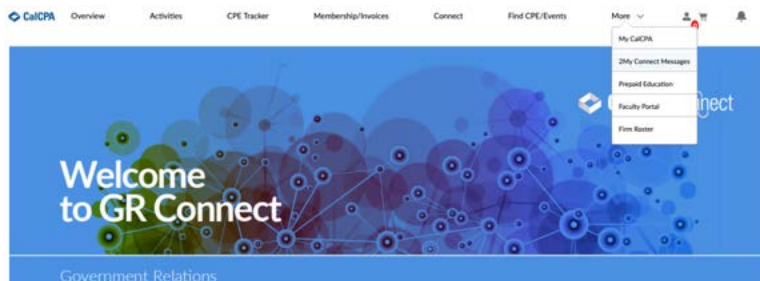 CalCPA Overview Activities CPE Tracker Membership/Invoices Connect Find CPE/Events More
My CalCPA
2My Connect Messages
Prepaid Education
Faculty Portal
Firm Roster
Welcome
to GR Connect
Government Relations